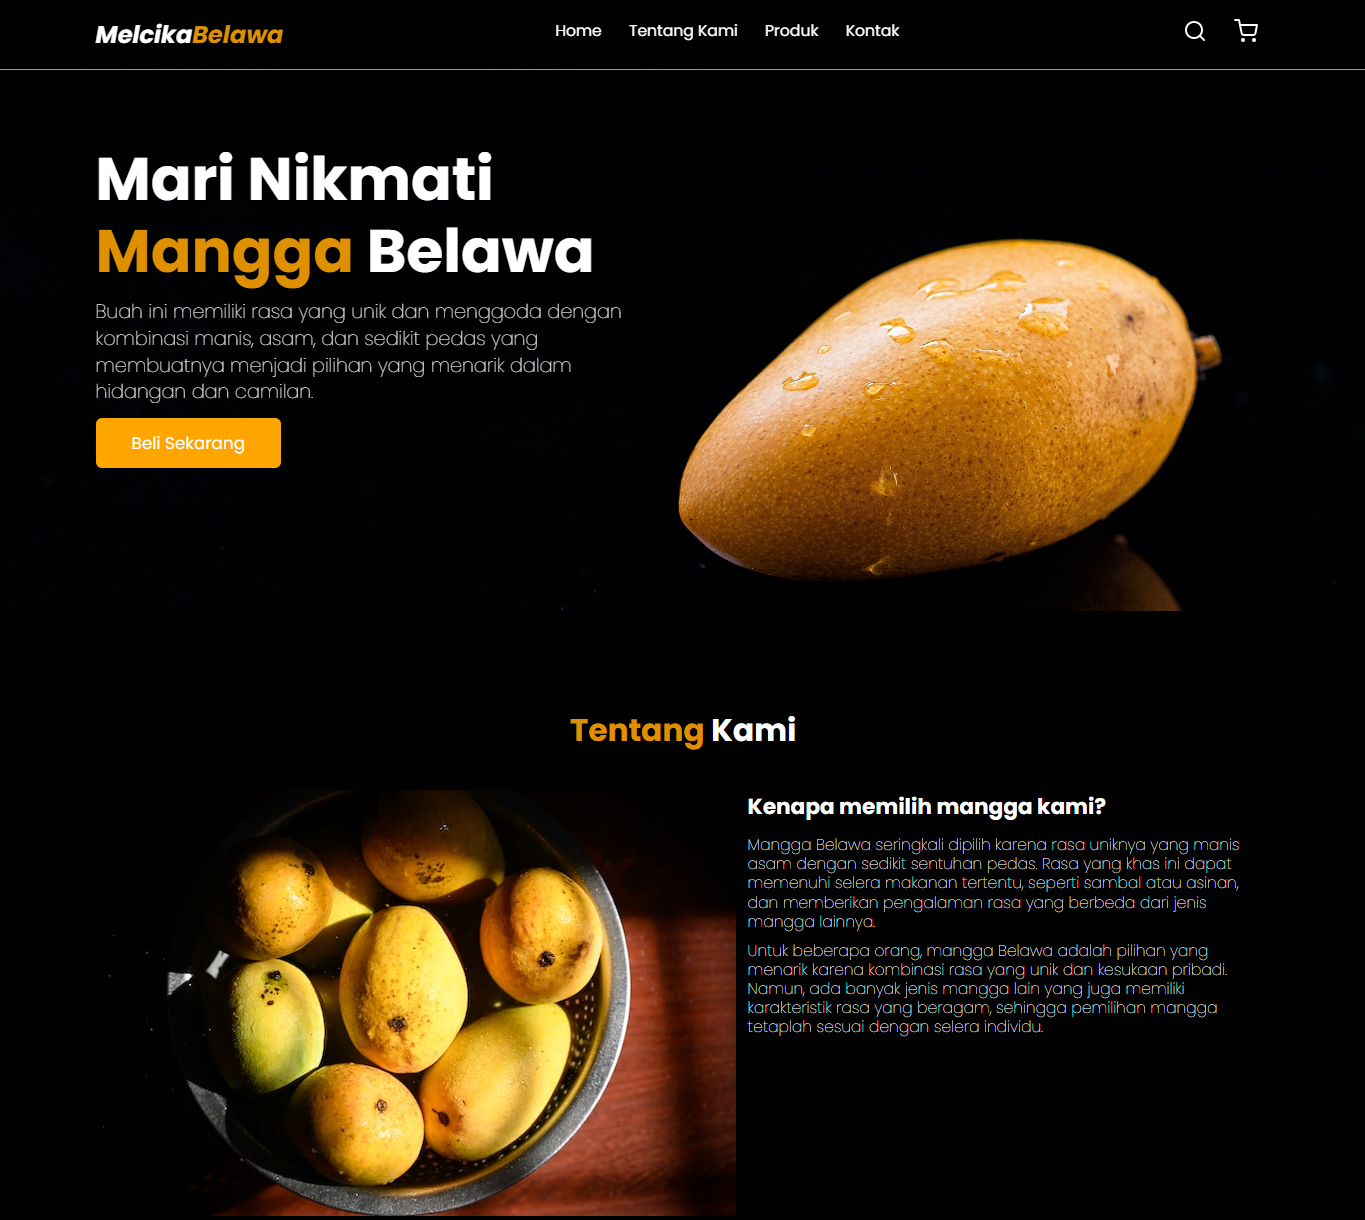 MelcikaBelawa
Home Tentang Kami Produk Kontak
Mari Nikmati
Mangga Belawa
Buah ini memiliki rasa yang unik dan menggoda dengan
kombinasi manis, asam, dan sedikit pedas yang
membuatnya menjadi pilihan yang menarik dalam
hidangan dan camilan.
Beli Sekarang
Tentang Kami
Kenapa memilih mangga kami?
Mangga Belawa seringkali dipilih karena rasa uniknya yang manis
asam dengan sedikit sentuhan pedas. Rasa yang khas ini dapat
memenuhi selera makanan tertentu, seperti sambal atau asinan,
dan memberikan pengalaman rasa yang berbeda dari jenis
mangga lainnya.
Untuk beberapa orang, mangga Belawa adalah pilihan yang
menarik karena kombinasi rasa yang unik dan kesukaan pribadi.
Namun, ada banyak jenis mangga lain yang juga memiliki
karakteristik rasa yang beragam, sehingga pemilihan mangga
tetaplah sesuai dengan selera individu.